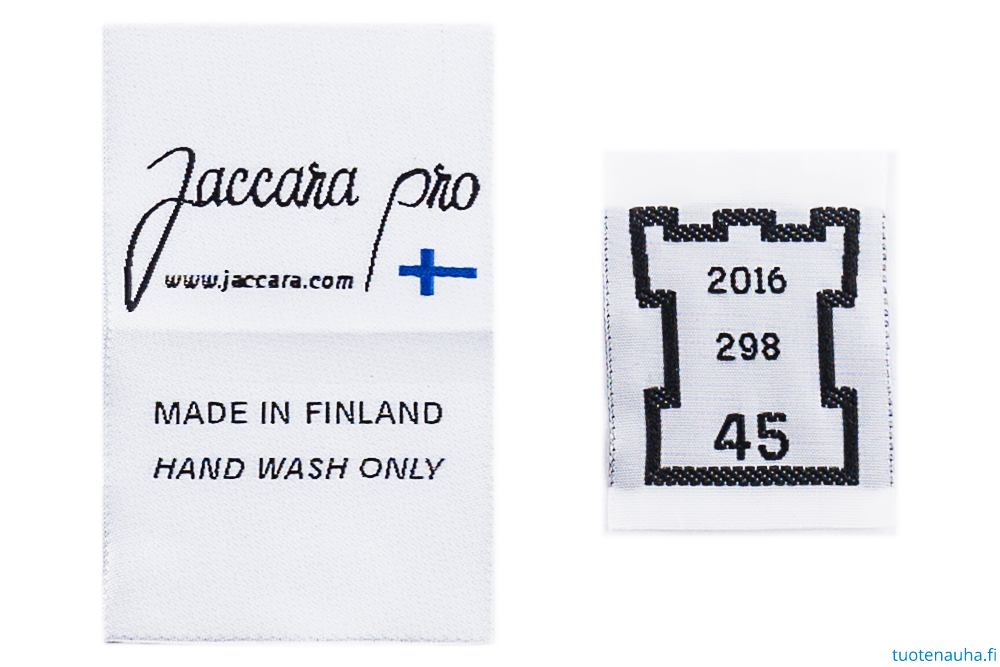 Jaccara pro
www.jaccara.com
MADE IN FINLAND
HAND WASH ONLY
2016
298
45
tuotenauha.fi